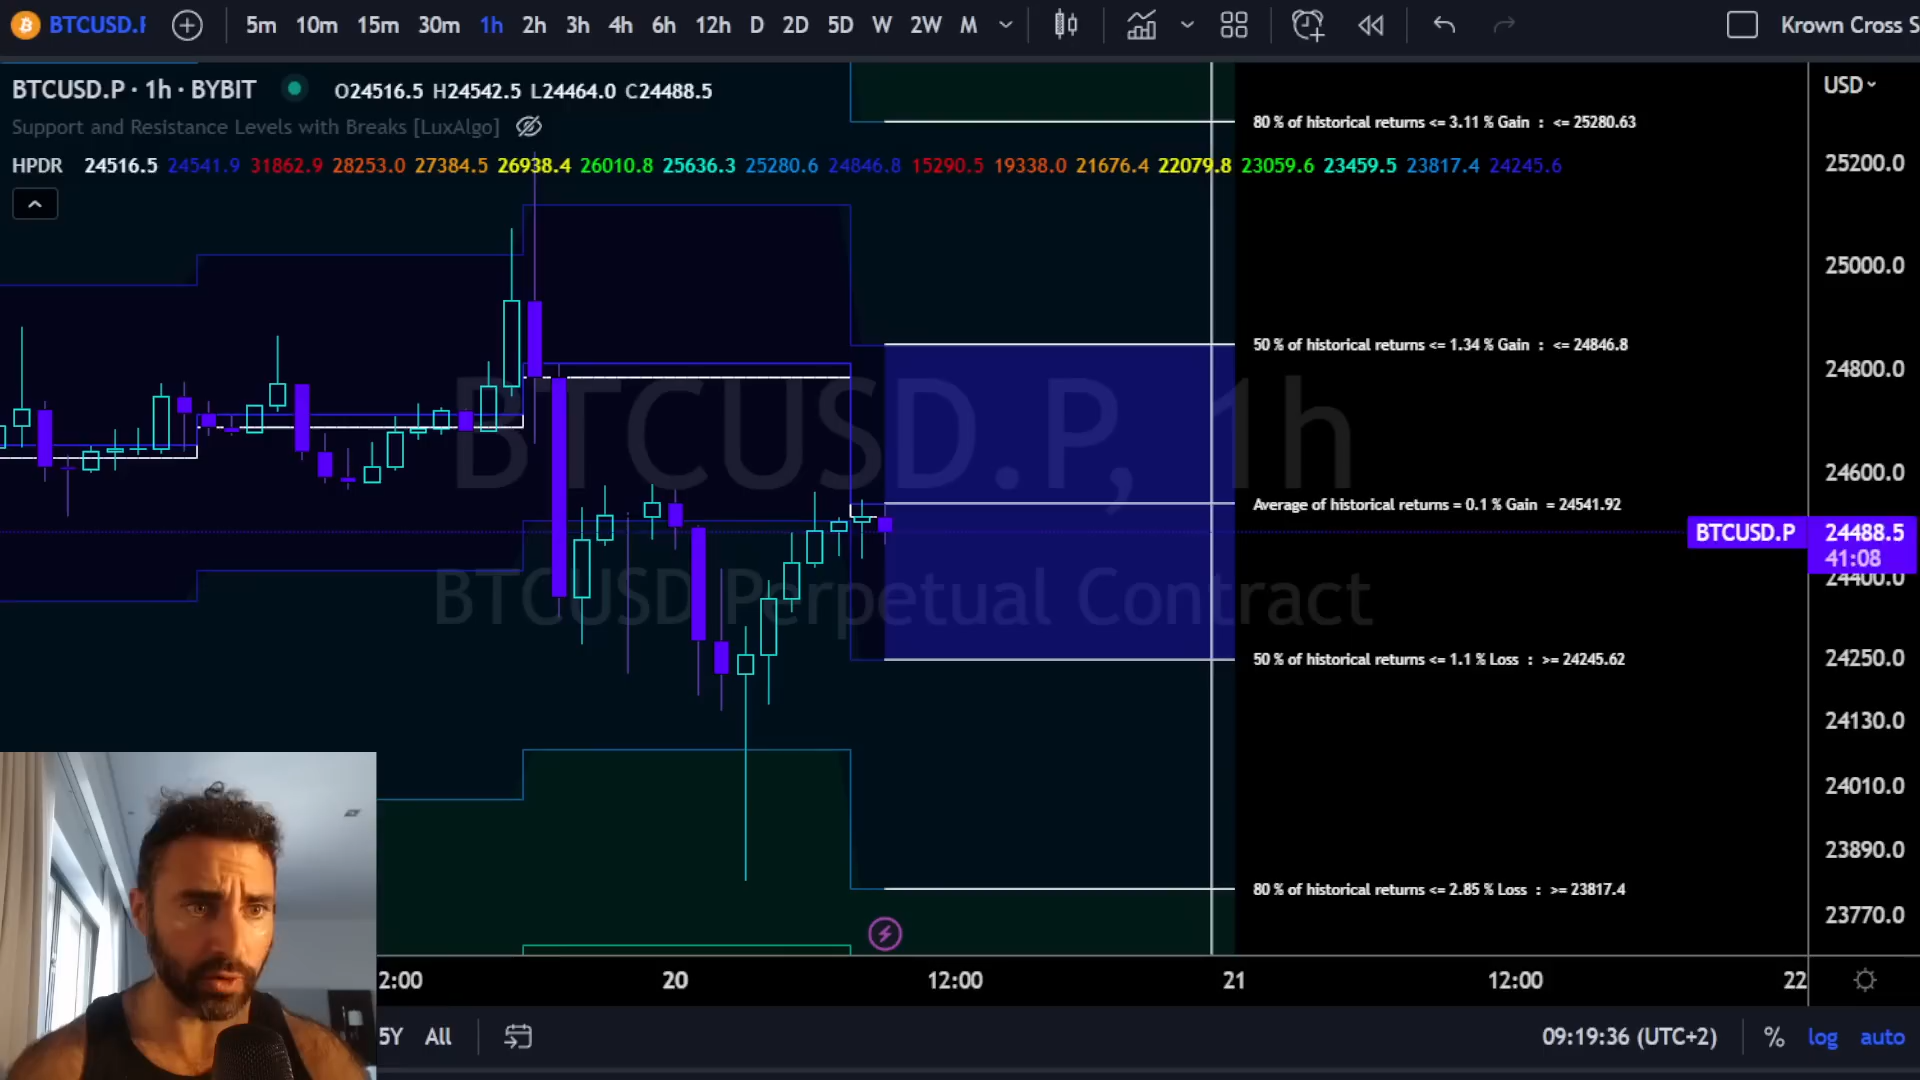 BTCUSD.F 5m 10m 15m 30m 1h 2h 3h 4h 6h 12h D 2D 5D W 2W M Krown Cross S
BTCUSD.P · 1h · BYBIT O24516.5 H24542.5 L24464.0 C24488.5
Support and Resistance Levels with Breaks [LuxAlgo]
HPDR 24516.5 24541.9 31862.9 28253.0 27384.5 26938.4 26010.8 25636.3 25280.6 24846.8 15290.5 19338.0 21676.4 22079.8 23059.6 23459.5 23817.4 24245.6
USD
80 % of historical returns <= 3.11 % Gain : <= 25280.63
25200.0
25000.0
50 % of historical returns <= 1.34 % Gain : <= 24846.8
24800.0
BTCUSD.P, 1h
24600.0
Average of historical returns = 0.1 % Gain = 24541.92
BTCUSD.P 24488.5
41:08
24400.0
BTCUSD Perpetual Contract
50 % of historical returns <= 1.1 % Loss : >= 24245.62
24250.0
24130.0
24010.0
23890.0
80 % of historical returns <= 2.85 % Loss : >= 23817.4
23770.0
2:00 20 12:00 21 12:00 22
5Y All 09:19:36 (UTC+2) % log auto